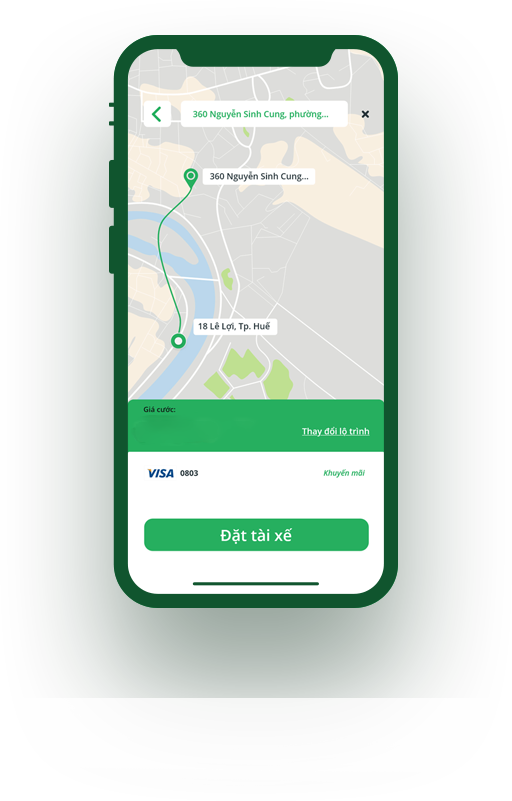 360 Nguyễn Sinh Cung, phường...
360 Nguyễn Sinh Cung...
18 Lê Lợi, Tp. Huế
Giá cước:
Thay đổi lộ trình
VISA 0803
Khuyến mãi
Đặt tài xế